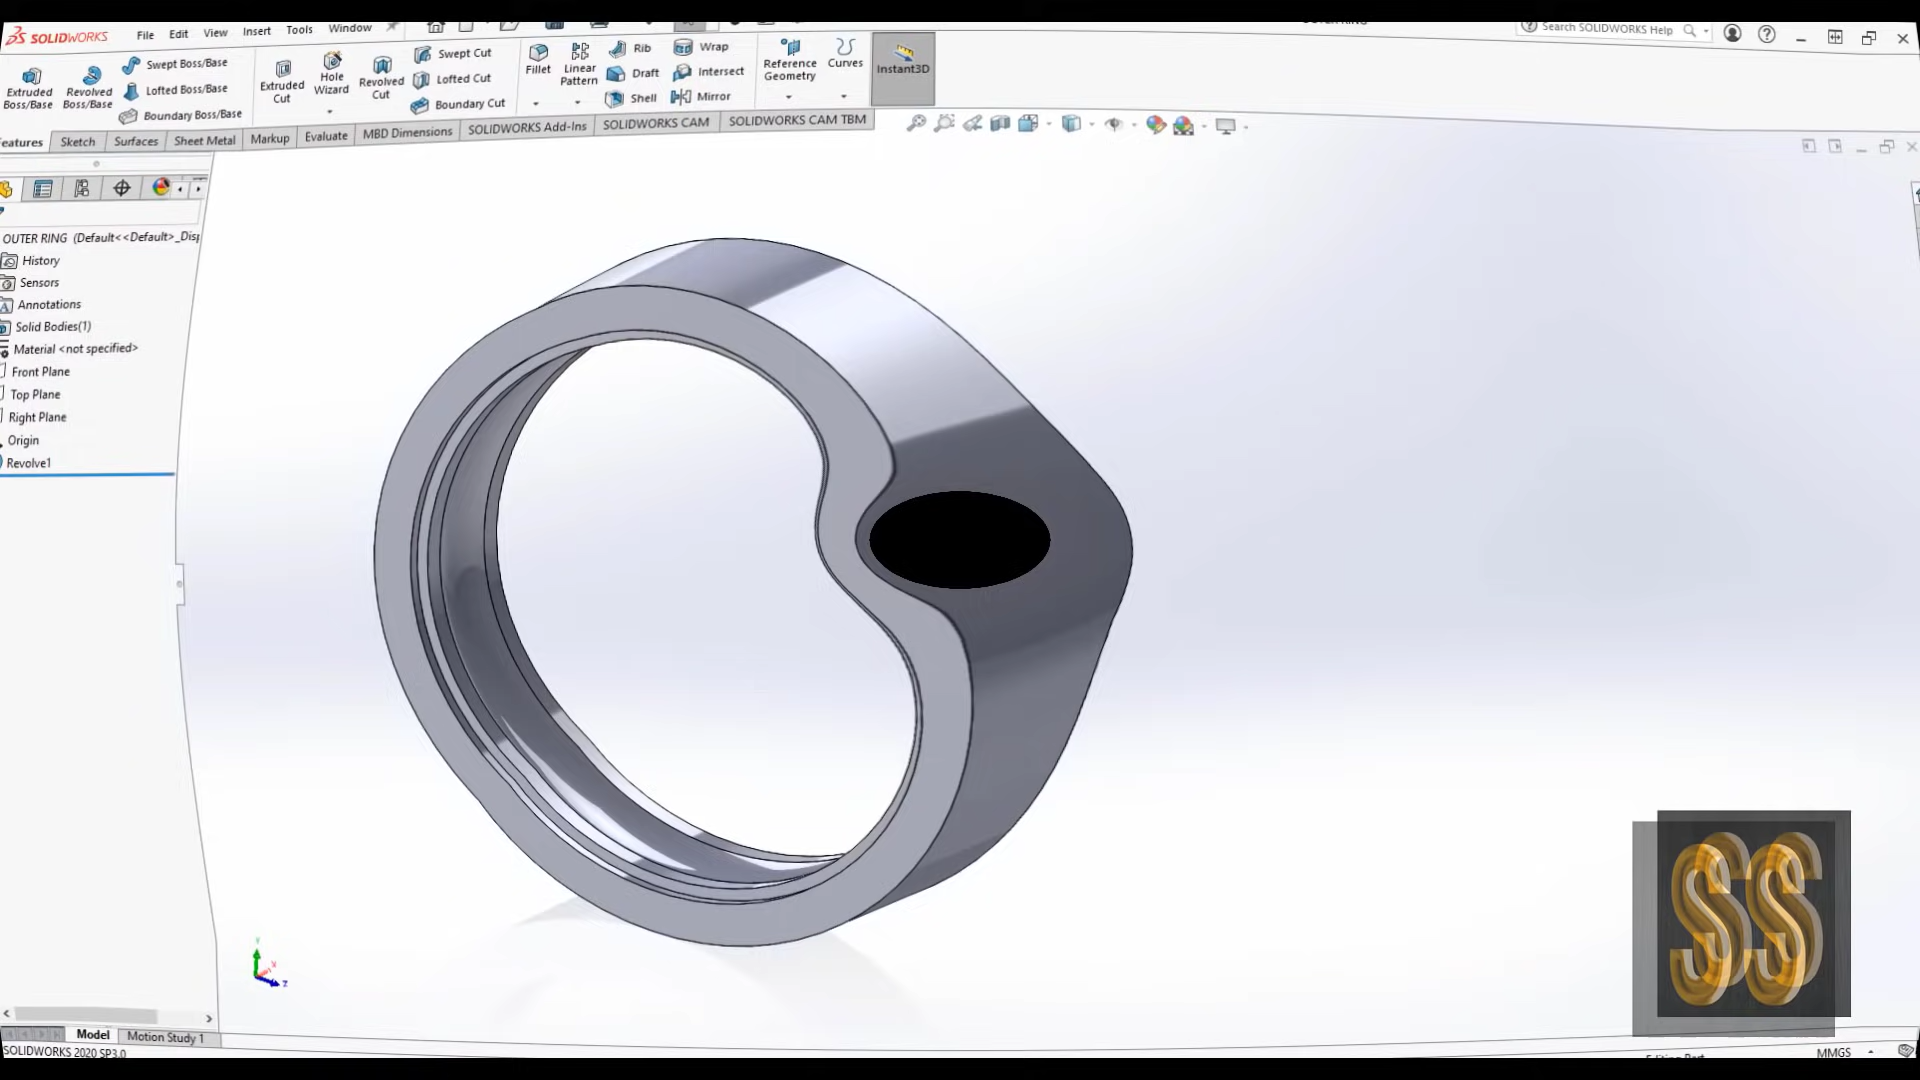 SOLIDWORKS File Edit View Insert Tools Window
Search SOLIDWORKS Help
Extruded Boss/Base
Revolved Boss/Base
Swept Boss/Base
Lofted Boss/Base
Boundary Boss/Base
Extruded Cut
Hole Wizard
Revolved Cut
Swept Cut
Lofted Cut
Boundary Cut
Fillet
Linear Pattern
Rib
Draft
Shell
Wrap
Intersect
Mirror
Reference Geometry
Curves
Instant3D
eatures Sketch Surfaces Sheet Metal Markup Evaluate MBD Dimensions SOLIDWORKS Add-Ins SOLIDWORKS CAM SOLIDWORKS CAM TBM
OUTER RING (Default<<Default>_Disp
History
Sensors
Annotations
Solid Bodies(1)
Material <not specified>
Front Plane
Top Plane
Right Plane
Origin
Revolve1
Y
X
Z
SS
Model Motion Study 1
SOLIDWORKS 2020 SP3.0
MMGS